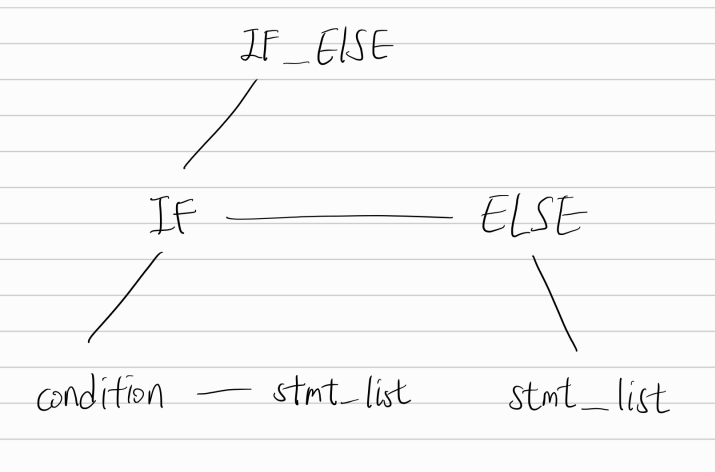 IF_ELSE
IF ELSE
condition stmt_list stmt_list